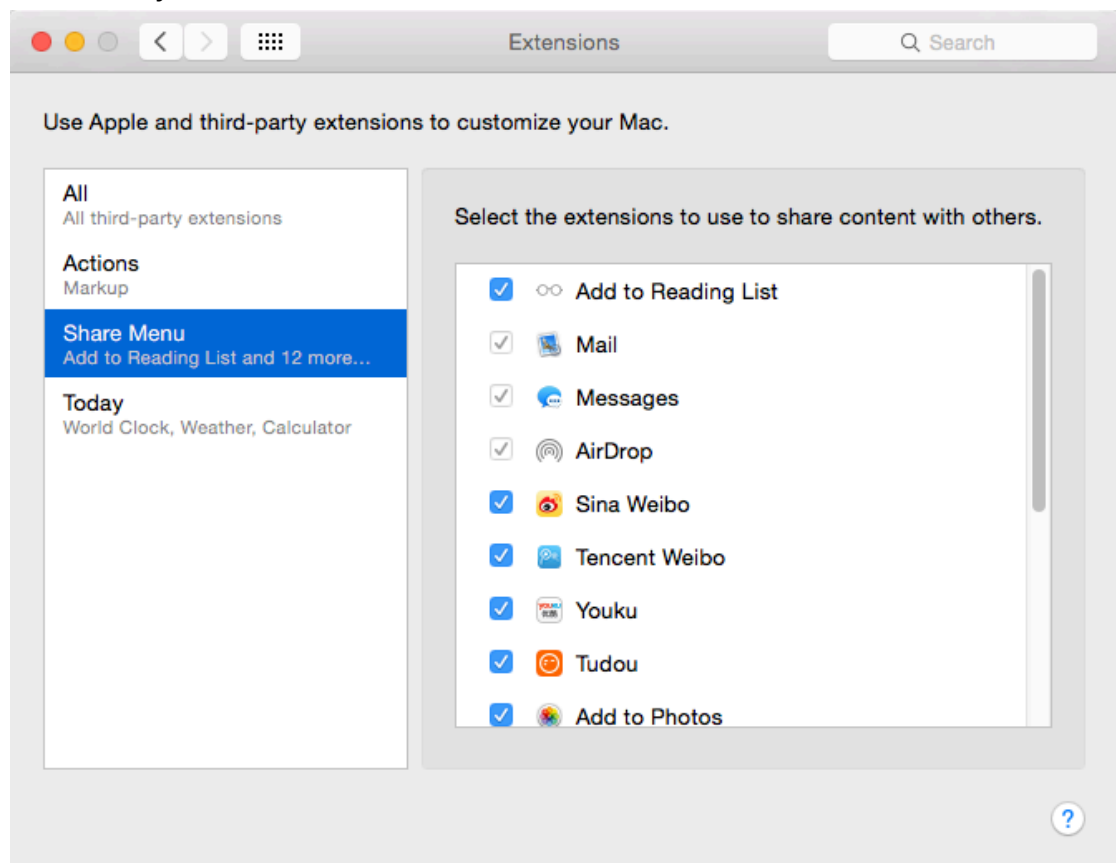 Extensions
Search
Use Apple and third-party extensions to customize your Mac.
All
All third-party extensions
Actions
Markup
Share Menu
Add to Reading List and 12 more...
Today
World Clock, Weather, Calculator
Select the extensions to use to share content with others.
Add to Reading List
Mail
Messages
AirDrop
Sina Weibo
Tencent Weibo
Youku
Tudou
Add to Photos
?